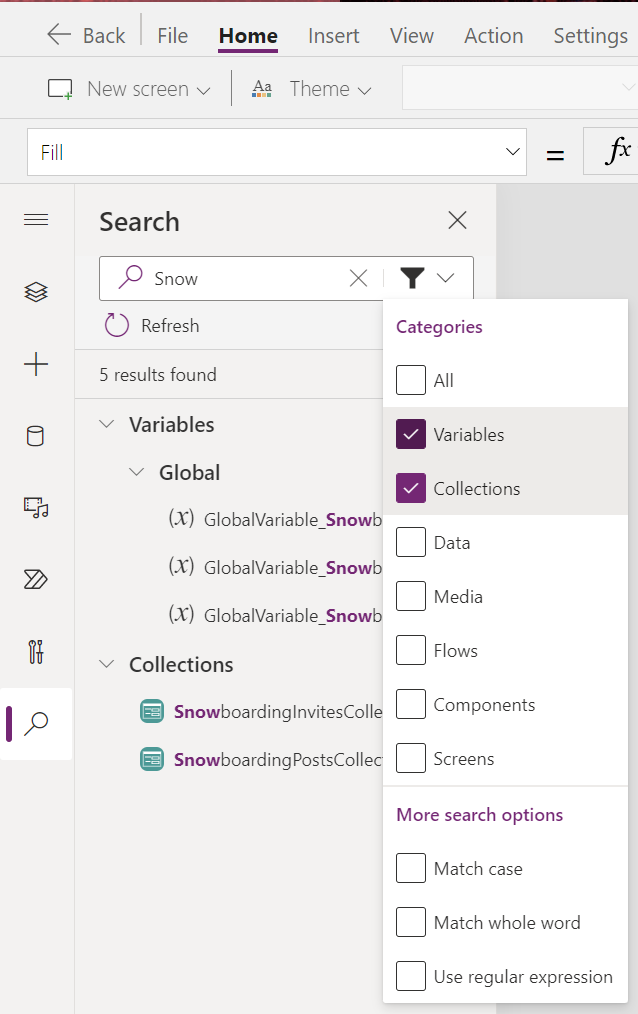 Back File Home Insert View Action Settings
New screen Aa Theme
Fill = fx
Search
Snow
Refresh
5 results found
Variables
Global
(x) GlobalVariable_Snowb
(x) GlobalVariable_Snowb
(x) GlobalVariable_Snowb
Collections
SnowboardingInvitesColle
SnowboardingPostsCollec
Categories
All
Variables
Collections
Data
Media
Flows
Components
Screens
More search options
Match case
Match whole word
Use regular expression